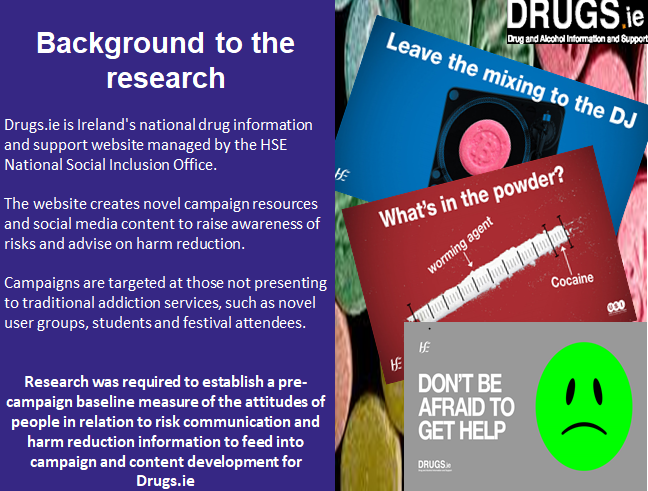 Background to the
research
Drugs.ie is Ireland's national drug information
and support website managed by the HSE
National Social Inclusion Office.
The website creates novel campaign resources
and social media content to raise awareness of
risks and advise on harm reduction.
Campaigns are targeted at those not presenting
to traditional addiction services, such as novel
user groups, students and festival attendees.
Research was required to establish a pre-
campaign baseline measure of the attitudes of
people in relation to risk communication and
harm reduction information to feed into
campaign and content development for
Drugs.ie
DRUGS.ie
Drug and Alcohol Information and Support
Leave the mixing to the DJ
What's in the powder?
worming agent
Cocaine
DON'T BE
AFRAID TO
GET HELP
DRUGS.ie